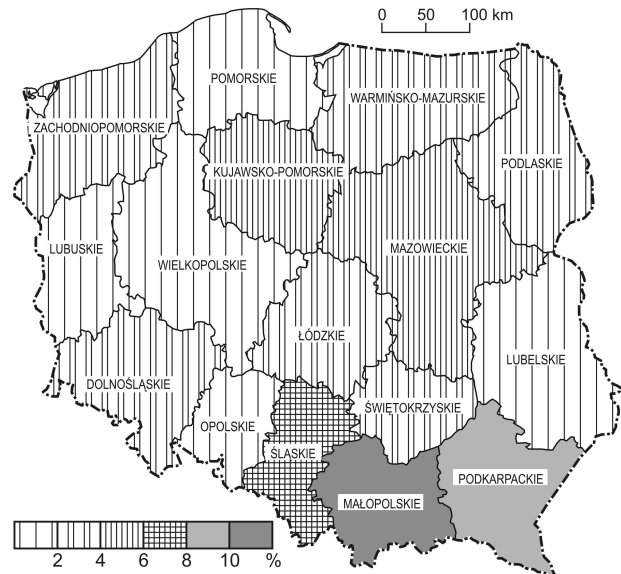 0 50 100 km
POMORSKIE
WARMIŃSKO-MAZURSKIE
ZACHODNIOPOMORSKIE
PODLASKIE
KUJAWSKO-POMORSKIE
MAZOWIECKIE
LUBUSKIE
WIELKOPOLSKIE
ŁÓDZKIE
LUBELSKIE
DOLNOŚLĄSKIE
ŚWIĘTOKRZYSKIE
OPOLSKIE
ŚLĄSKIE
PODKARPACKIE
MAŁOPOLSKIE
2 4 6 8 10 %